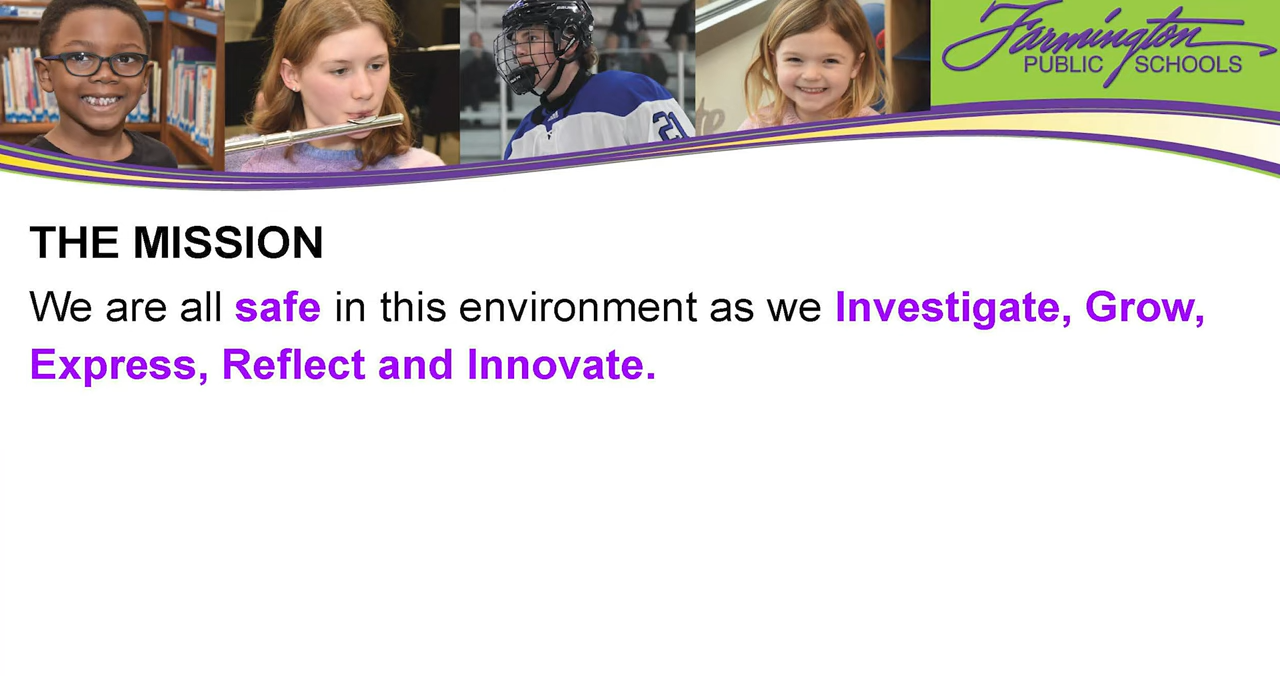 Farmington
PUBLIC SCHOOLS
21
THE MISSION
We are all safe in this environment as we Investigate, Grow,
Express, Reflect and Innovate.